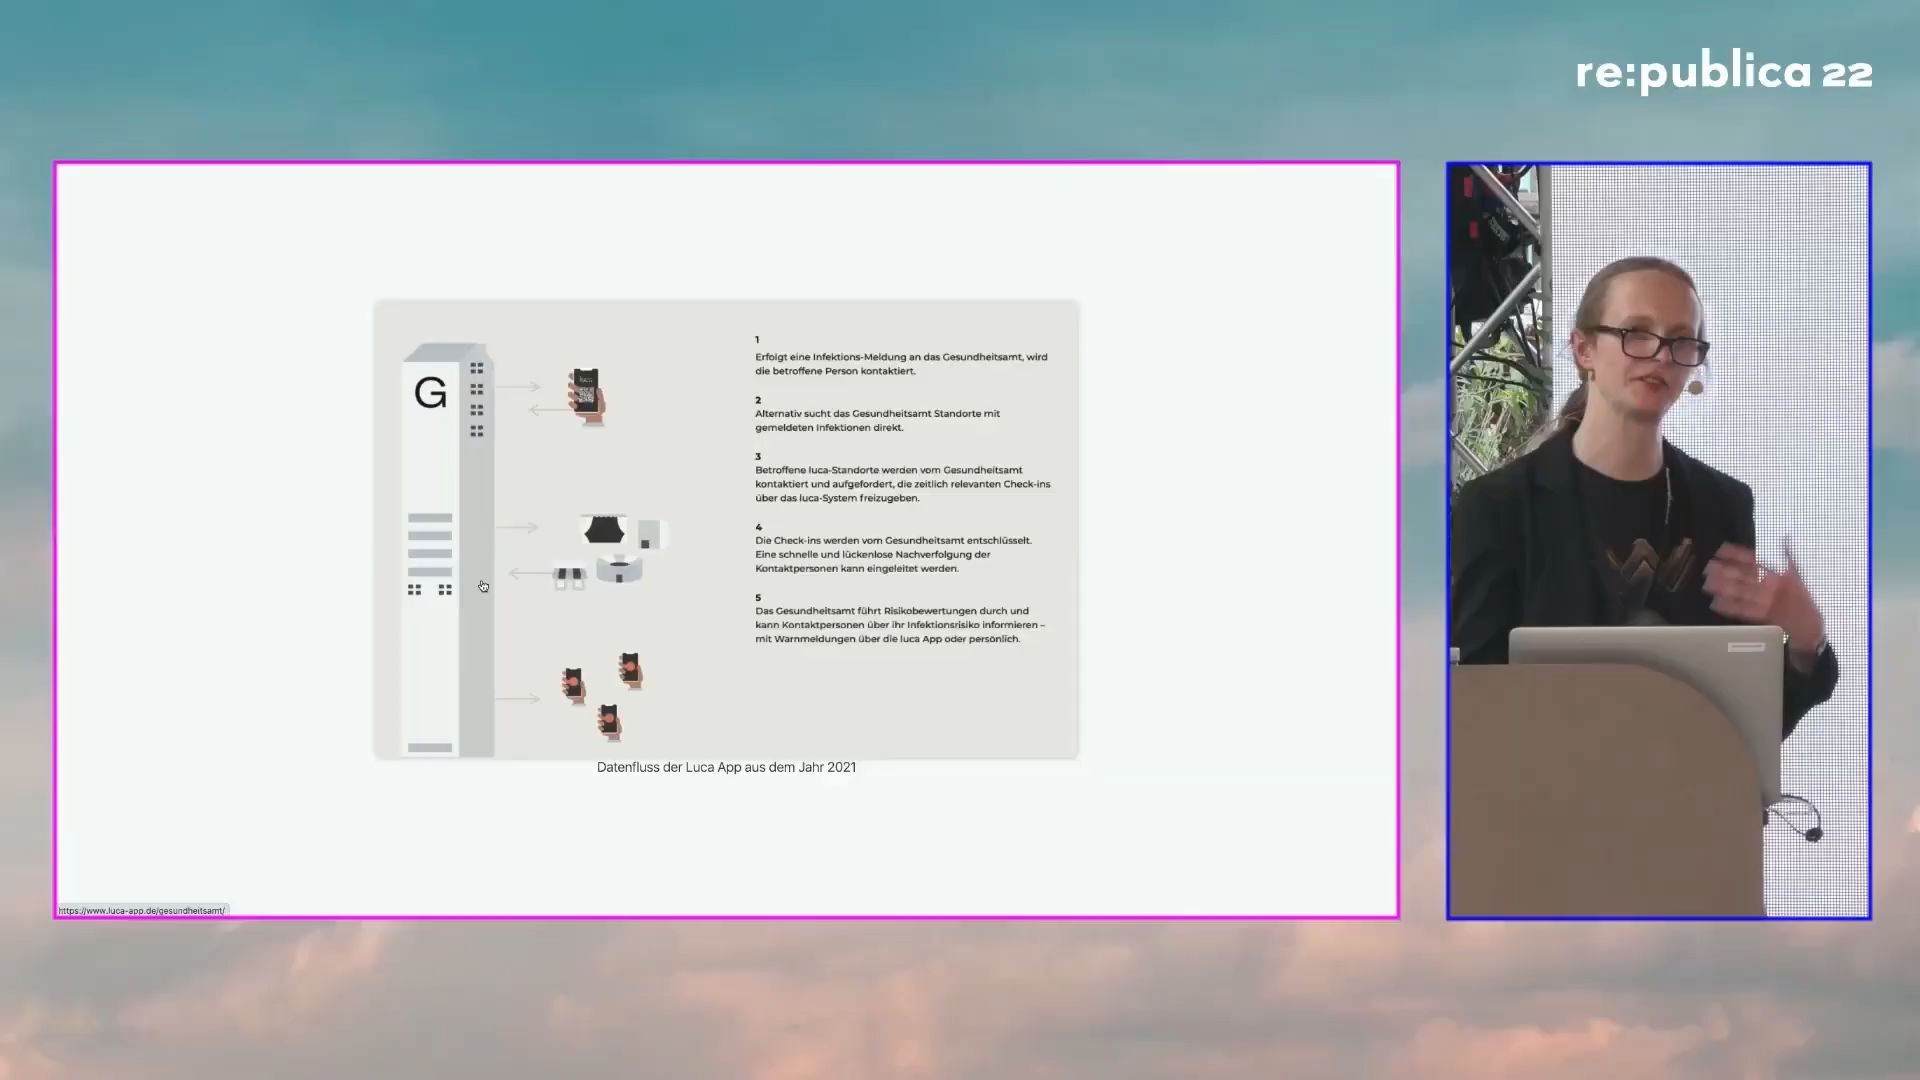 re:publica 22
G
luca
1
Erfolgt eine Infektions-Meldung an das Gesundheitsamt, wird
die betroffene Person kontaktiert.
2
Alternativ sucht das Gesundheitsamt Standorte mit
gemeldeten Infektionen direkt.
3
Betroffene luca-Standorte werden vom Gesundheitsamt
kontaktiert und aufgefordert, die zeitlich relevanten Check-ins
über das luca-System freizugeben.
4
Die Check-ins werden vom Gesundheitsamt entschlüsselt.
Eine schnelle und lückenlose Nachverfolgung der
Kontaktpersonen kann eingeleitet werden.
5
Das Gesundheitsamt führt Risikobewertungen durch und
kann Kontaktpersonen über ihr Infektionsrisiko informieren –
mit Warnmeldungen über die luca App oder persönlich.
Datenfluss der Luca App aus dem Jahr 2021
https://www.luca-app.de/gesundheitsamt/